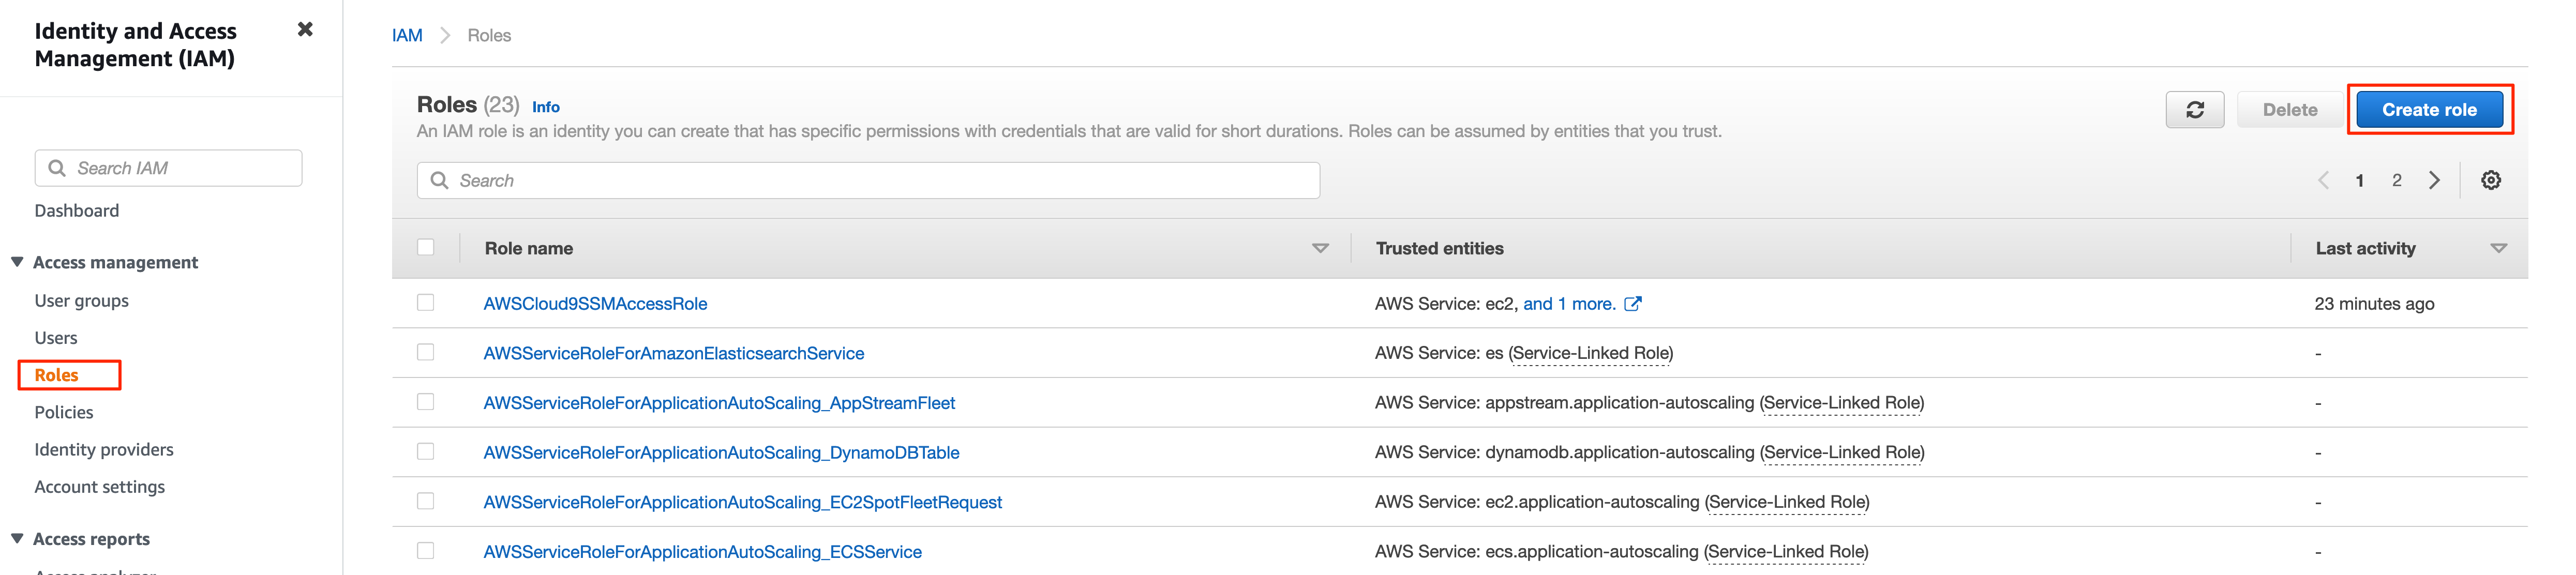 Identity and Access
Management (IAM)
Search IAM
Dashboard
Access management
User groups
Users
Roles
Policies
Identity providers
Account settings
Access reports
Access analyzer
IAM > Roles
Roles (23) Info
An IAM role is an identity you can create that has specific permissions with credentials that are valid for short durations. Roles can be assumed by entities that you trust.
Delete
Create role
Search
1 2
Role name Trusted entities Last activity
AWSCloud9SSMAccessRole AWS Service: ec2, and 1 more. 23 minutes ago
AWSServiceRoleForAmazonElasticsearchService AWS Service: es (Service-Linked Role) -
AWSServiceRoleForApplicationAutoScaling_AppStreamFleet AWS Service: appstream.application-autoscaling (Service-Linked Role) -
AWSServiceRoleForApplicationAutoScaling_DynamoDBTable AWS Service: dynamodb.application-autoscaling (Service-Linked Role) -
AWSServiceRoleForApplicationAutoScaling_EC2SpotFleetRequest AWS Service: ec2.application-autoscaling (Service-Linked Role) -
AWSServiceRoleForApplicationAutoScaling_ECSService AWS Service: ecs.application-autoscaling (Service-Linked Role) -